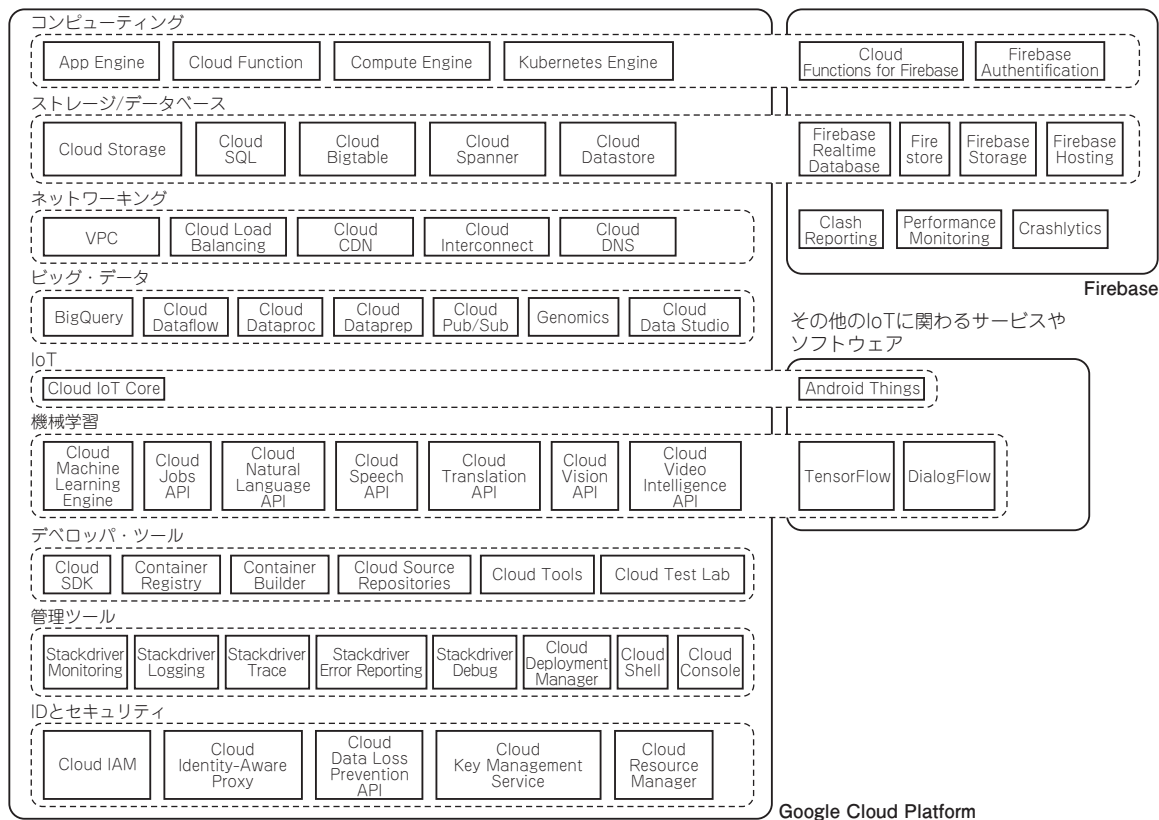 コンピューティング
App Engine
Cloud Function
Compute Engine
Kubernetes Engine
Cloud
Functions for Firebase
Firebase
Authentification
ストレージ/データベース
Cloud Storage
Cloud
SQL
Cloud
Bigtable
Cloud
Spanner
Cloud
Datastore
Firebase
Realtime
Database
Fire
store
Firebase
Storage
Firebase
Hosting
ネットワーキング
VPC
Cloud Load
Balancing
Cloud
CDN
Cloud
Interconnect
Cloud
DNS
Clash
Reporting
Performance
Monitoring
Crashlytics
Firebase
ビッグ・データ
BigQuery
Cloud
Dataflow
Cloud
Dataproc
Cloud
Dataprep
Cloud
Pub/Sub
Genomics
Cloud
Data Studio
その他のIoTに関わるサービスや
ソフトウェア
IoT
Cloud IoT Core
Android Things
機械学習
Cloud
Machine
Learning
Engine
Cloud
Jobs
API
Cloud
Natural
Language
API
Cloud
Speech
API
Cloud
Translation
API
Cloud
Vision
API
Cloud
Video
Intelligence
API
TensorFlow
DialogFlow
デベロッパ・ツール
Cloud
SDK
Container
Registry
Container
Builder
Cloud Source
Repositories
Cloud Tools
Cloud Test Lab
管理ツール
Stackdriver
Monitoring
Stackdriver
Logging
Stackdriver
Trace
Stackdriver
Error Reporting
Stackdriver
Debug
Cloud
Deployment
Manager
Cloud
Shell
Cloud
Console
IDとセキュリティ
Cloud IAM
Cloud
Identity-Aware
Proxy
Cloud
Data Loss
Prevention
API
Cloud
Key Management
Service
Cloud
Resource
Manager
Google Cloud Platform